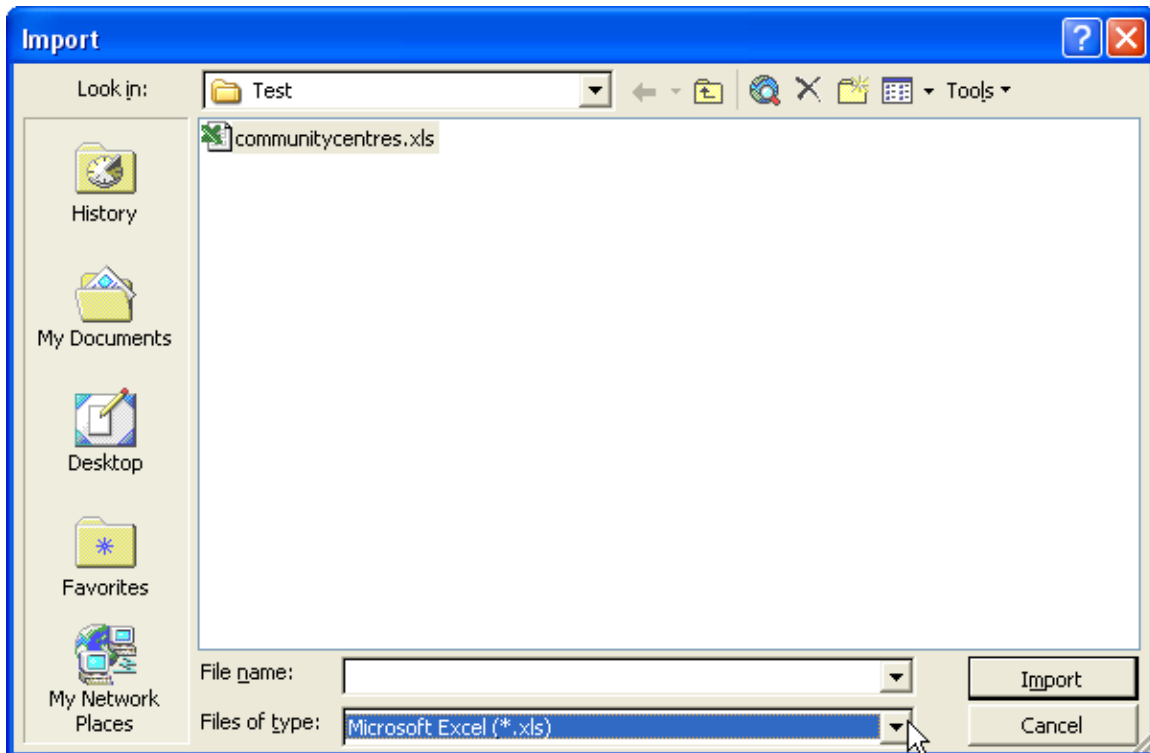 Import
Look in:
Test
Tools
communitycentres.xls
History
My Documents
Desktop
Favorites
My Network
Places
File name:
Import
Files of type:
Microsoft Excel (*.xls)
Cancel